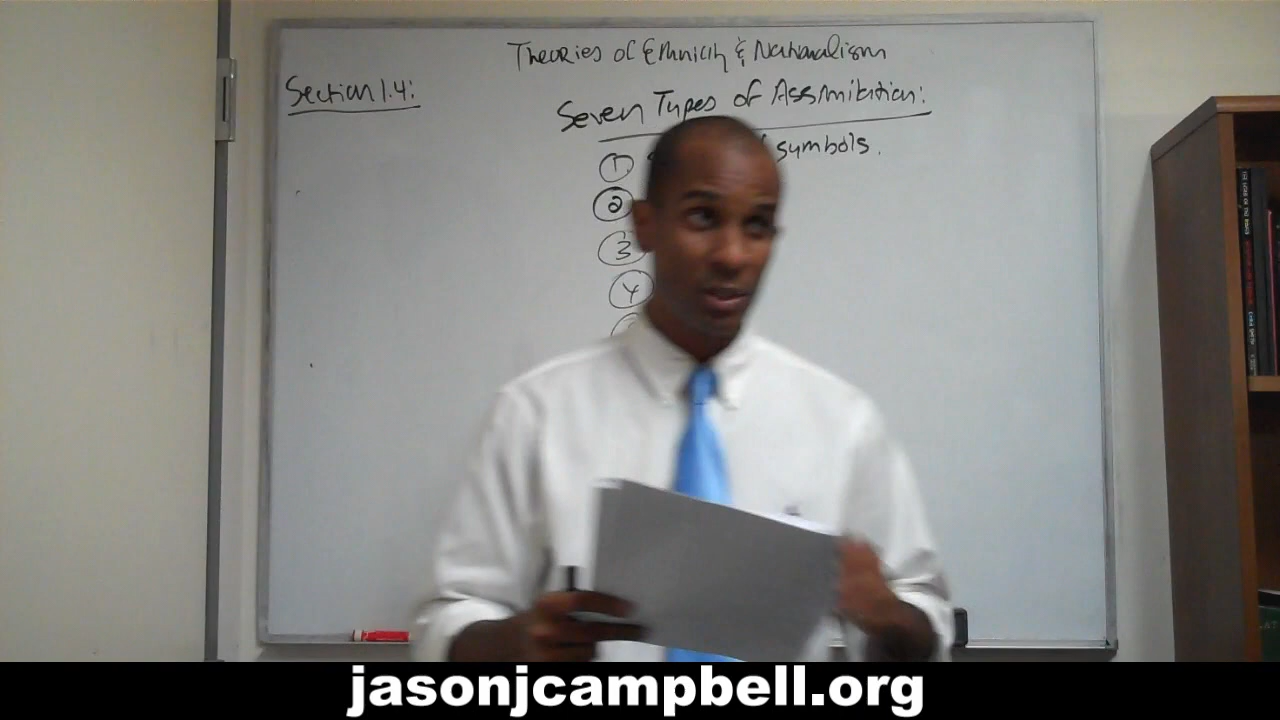 Theories of Ethnicity & Nationalism
Section 1.4:
Seven Types of Assimilation:
① symbols.
②
③
④
jasonjcampbell.org